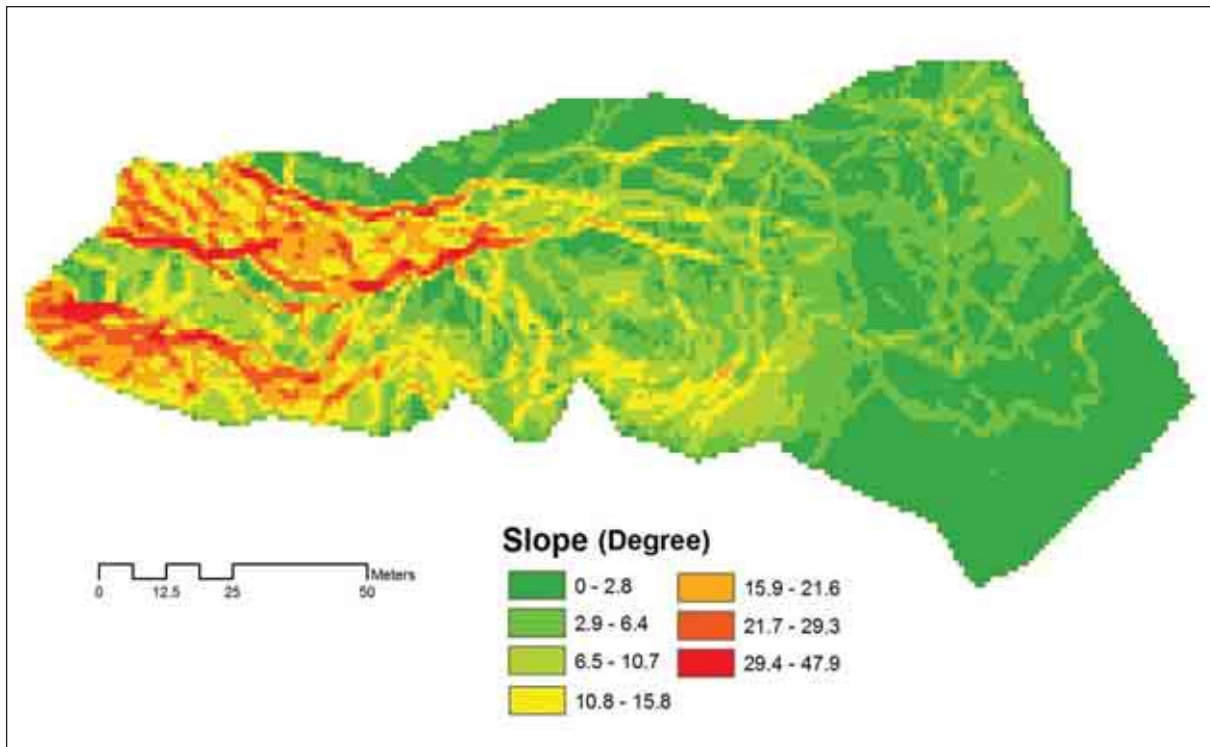 Slope (Degree)
0 - 2.8
2.9 - 6.4
6.5 - 10.7
10.8 - 15.8
15.9 - 21.6
21.7 - 29.3
29.4 - 47.9
Meters
0 12.5 25 50